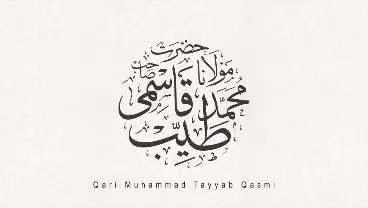 حضرت
مولانا
محمد
طیب
قاسمی
صاحب
Qari Muhammad Tayyab Qasmi